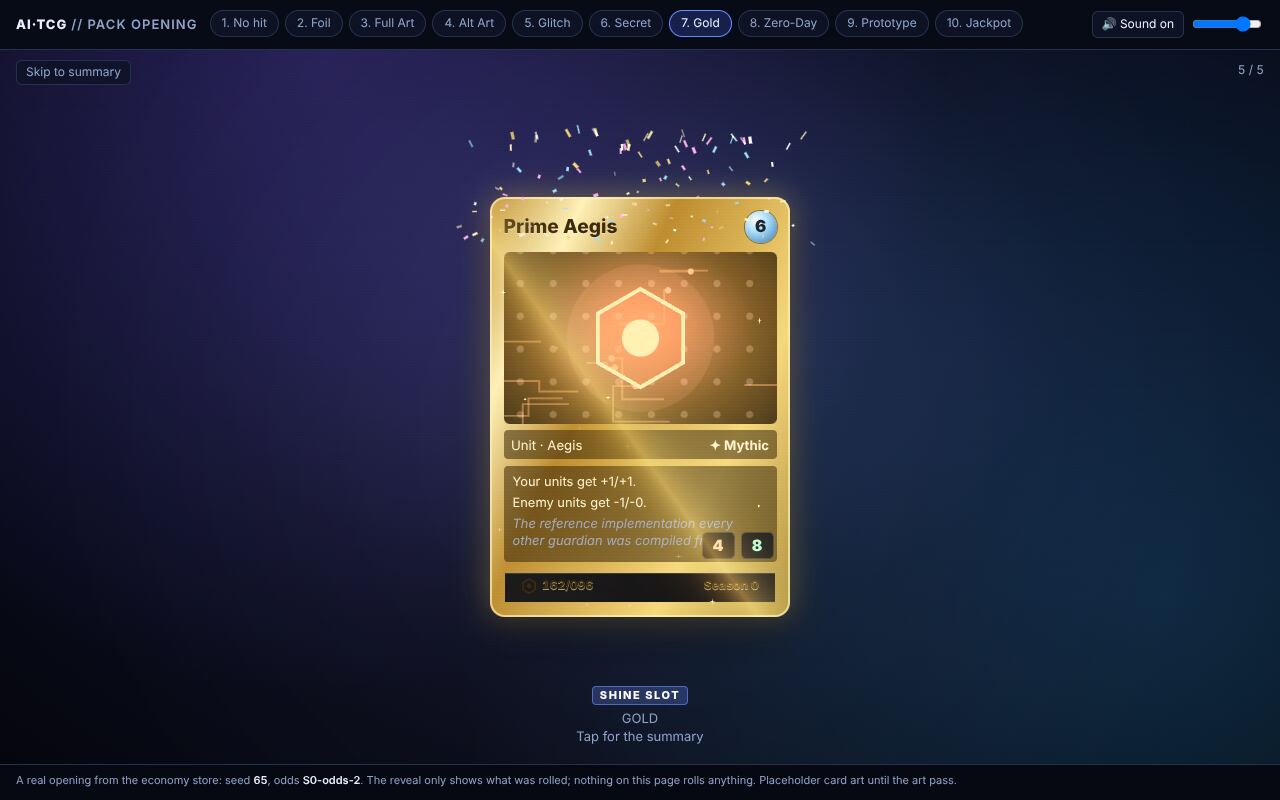 AI·TCG // PACK OPENING
1. No hit
2. Foil
3. Full Art
4. Alt Art
5. Glitch
6. Secret
7. Gold
8. Zero-Day
9. Prototype
10. Jackpot
🔊 Sound on
Skip to summary
5 / 5
Prime Aegis
6
Unit · Aegis
✦ Mythic
Your units get +1/+1.
Enemy units get -1/-0.
The reference implementation every
other guardian was compiled
4
8
162/096
Season 0
SHINE SLOT
GOLD
Tap for the summary
A real opening from the economy store: seed 65, odds S0-odds-2. The reveal only shows what was rolled; nothing on this page rolls anything. Placeholder card art until the art pass.